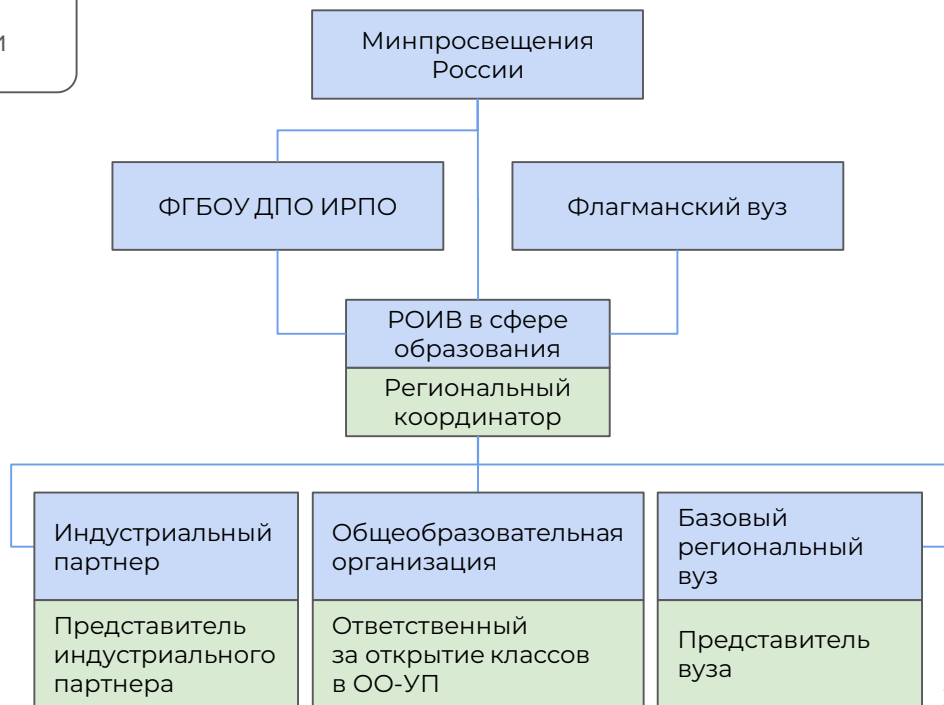 и
Минпросвещения
России
ФГБОУ ДПО ИРПО
Флагманский вуз
РОИВ в сфере
образования
Региональный
координатор
Индустриальный
партнер
Представитель
индустриального
партнера
Общеобразовательная
организация
Ответственный
за открытие классов
в ОО-УП
Базовый
региональный
вуз
Представитель
вуза